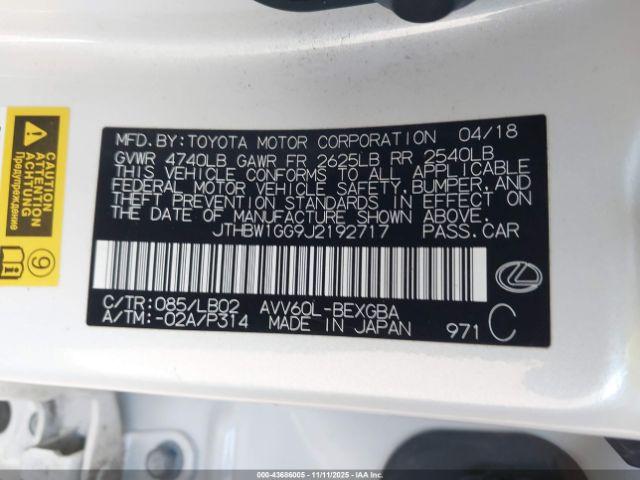 MFD.BY:TOYOTA MOTOR CORPORATION 04/18
GVWR 4740LB GAWR FR 2625LB RR 2540LB
THIS VEHICLE CONFORMS TO ALL APPLICABLE
FEDERAL MOTOR VEHICLE SAFETY,BUMPER,AND
THEFT PREVENTION STANDARDS IN EFFECT ON
THE DATE OF MANUFACTURE SHOWN ABOVE.
JTHBW1GG9J2192717 PASS.CAR
C/TR:085/LB02 AVV60L-BEXGBA
A/TM:-02A/P314 MADE IN JAPAN 971 C
CAUTION
ATTENTION
Предупреждение
9
000-43686005 - 11/11/2025 - IAA Inc.